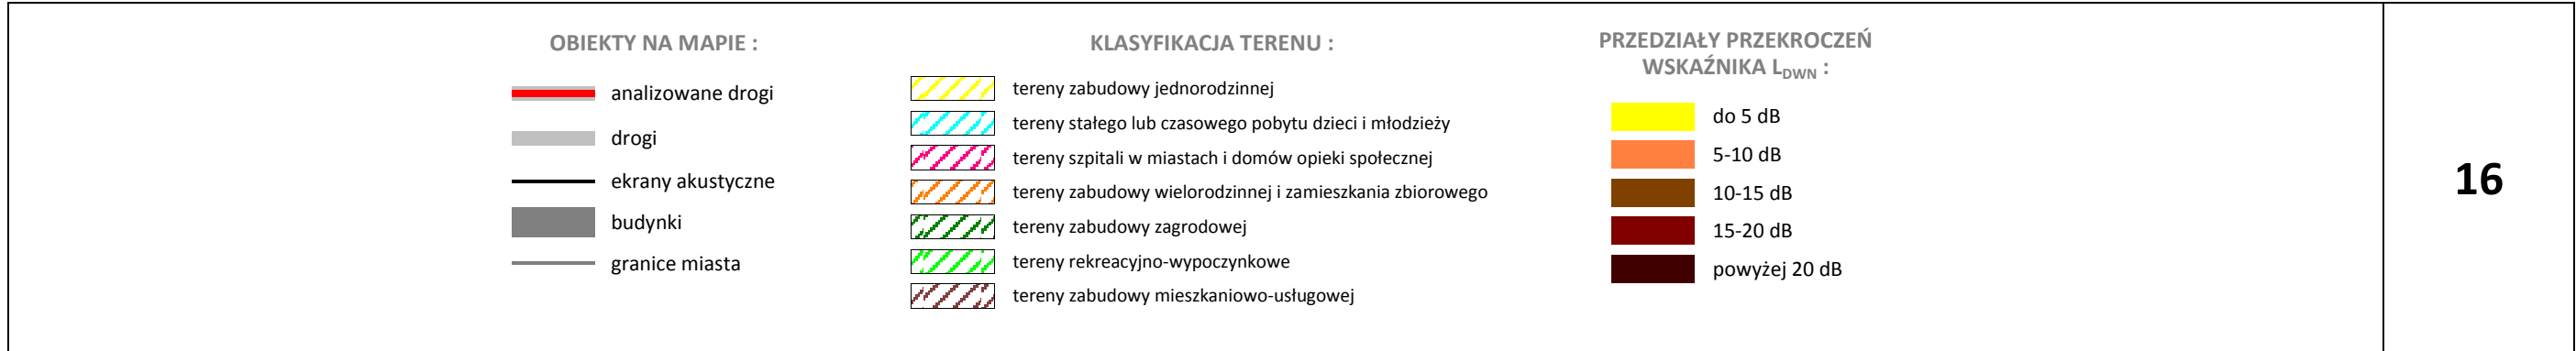 OBIEKTY NA MAPIE :
analizowane drogi
drogi
ekrany akustyczne
budynki
granice miasta
KLASYFIKACJA TERENU :
tereny zabudowy jednorodzinnej
tereny stałego lub czasowego pobytu dzieci i młodzieży
tereny szpitali w miastach i domów opieki społecznej
tereny zabudowy wielorodzinnej i zamieszkania zbiorowego
tereny zabudowy zagrodowej
tereny rekreacyjno-wypoczynkowe
tereny zabudowy mieszkaniowo-usługowej
PRZEDZIAŁY PRZEKROCZEŃ
WSKAŹNIKA LDWN :
do 5 dB
5-10 dB
10-15 dB
15-20 dB
powyżej 20 dB
16